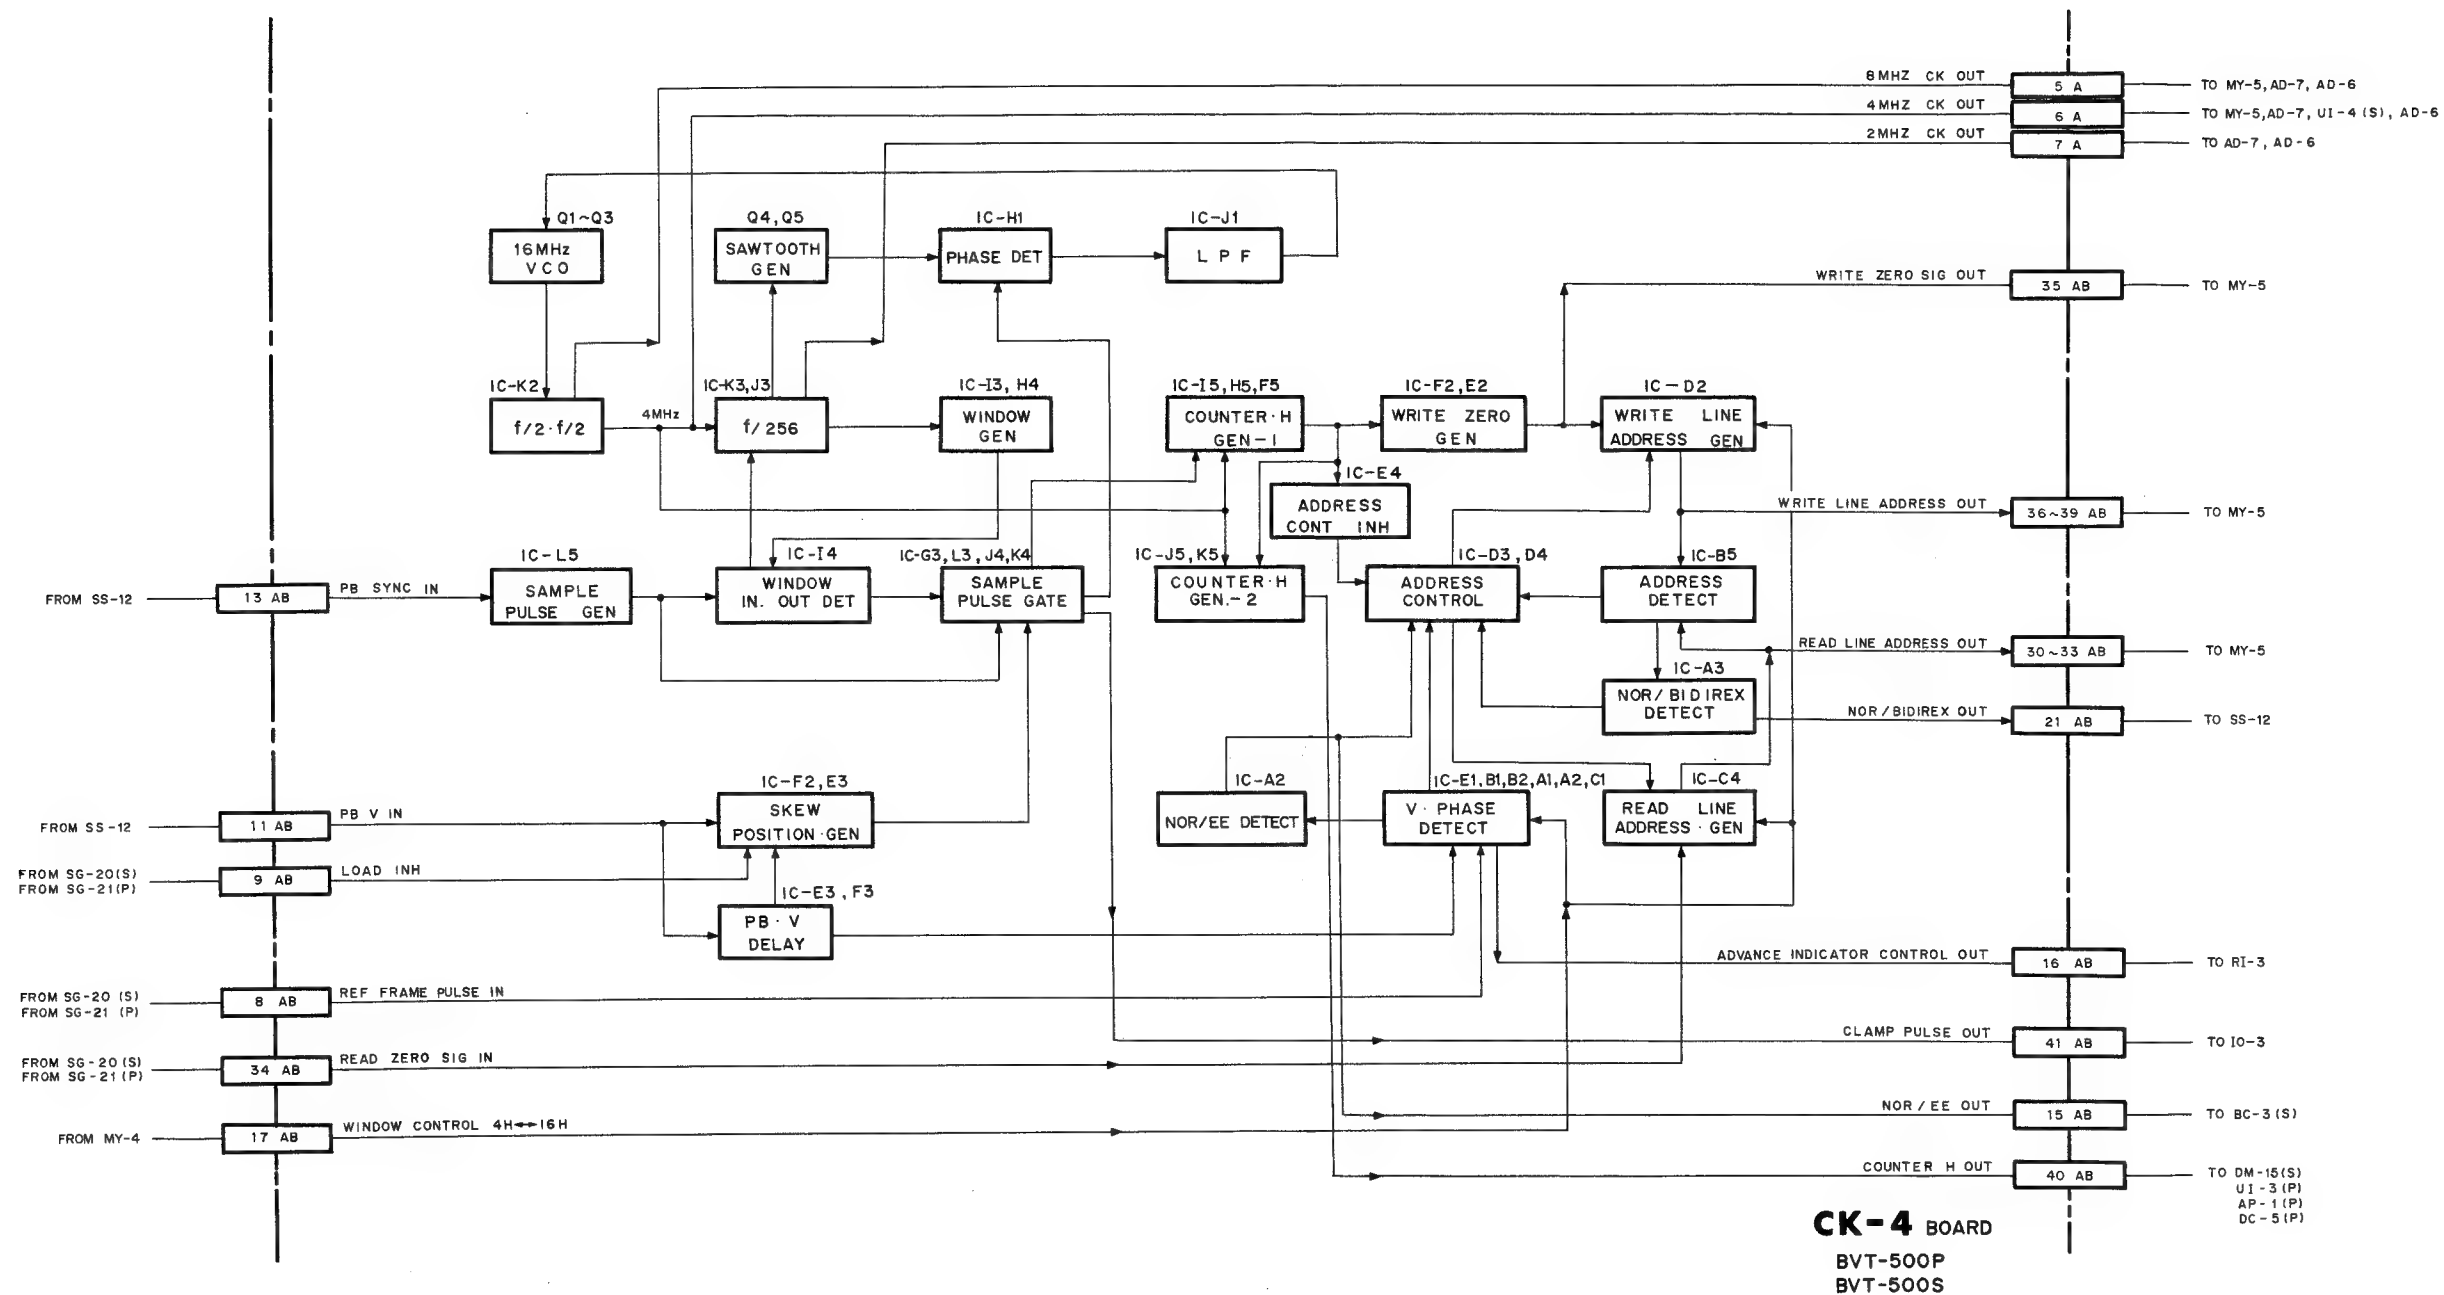 8MHZ CK OUT
5 A
TO MY-5,AD-7, AD-6
4MHZ CK OUT
6 A
TO MY-5,AD-7, UI-4 (S), AD-6
2MHZ CK OUT
7 A
TO AD-7, AD-6
Q1~Q3
16MHz
VCO
Q4,Q5
SAWTOOTH
GEN
IC-H1
PHASE DET
IC-J1
L P F
WRITE ZERO SIG OUT
35 AB
TO MY-5
IC-K2
f/2·f/2
4MHz
IC-K3,J3
f/256
IC-I3, H4
WINDOW
GEN
IC-I5,H5,F5
COUNTER·H
GEN-1
IC-F2,E2
WRITE ZERO
GEN
IC-D2
WRITE LINE
ADDRESS GEN
IC-E4
ADDRESS
CONT INH
WRITE LINE ADDRESS OUT
36~39 AB
TO MY-5
FROM SS-12
13 AB
PB SYNC IN
IC-L5
SAMPLE
PULSE GEN
IC-I4
WINDOW
IN. OUT DET
IC-G3,L3,J4,K4
SAMPLE
PULSE GATE
IC-J5,K5
COUNTER·H
GEN.-2
IC-D3,D4
ADDRESS
CONTROL
IC-B5
ADDRESS
DETECT
READ LINE ADDRESS OUT
30~33 AB
TO MY-5
IC-A3
NOR/BIDIREX
DETECT
NOR/BIDIREX OUT
21 AB
TO SS-12
FROM SS-12
11 AB
PB V IN
IC-F2,E3
SKEW
POSITION·GEN
IC-A2
NOR/EE DETECT
IC-E1,B1,B2,A1,A2,C1
V·PHASE
DETECT
IC-C4
READ LINE
ADDRESS·GEN
FROM SG-20(S)
FROM SG-21(P)
9 AB
LOAD INH
IC-E3,F3
PB·V
DELAY
ADVANCE INDICATOR CONTROL OUT
16 AB
TO RI-3
FROM SG-20 (S)
FROM SG-21 (P)
8 AB
REF FRAME PULSE IN
CLAMP PULSE OUT
41 AB
TO IO-3
FROM SG-20(S)
FROM SG-21(P)
34 AB
READ ZERO SIG IN
NOR/EE OUT
15 AB
TO BC-3(S)
FROM MY-4
17 AB
WINDOW CONTROL 4H↔16H
COUNTER H OUT
40 AB
TO DM-15(S)
UI-3(P)
AP-1(P)
DC-5(P)
CK-4 BOARD
BVT-500P
BVT-500S